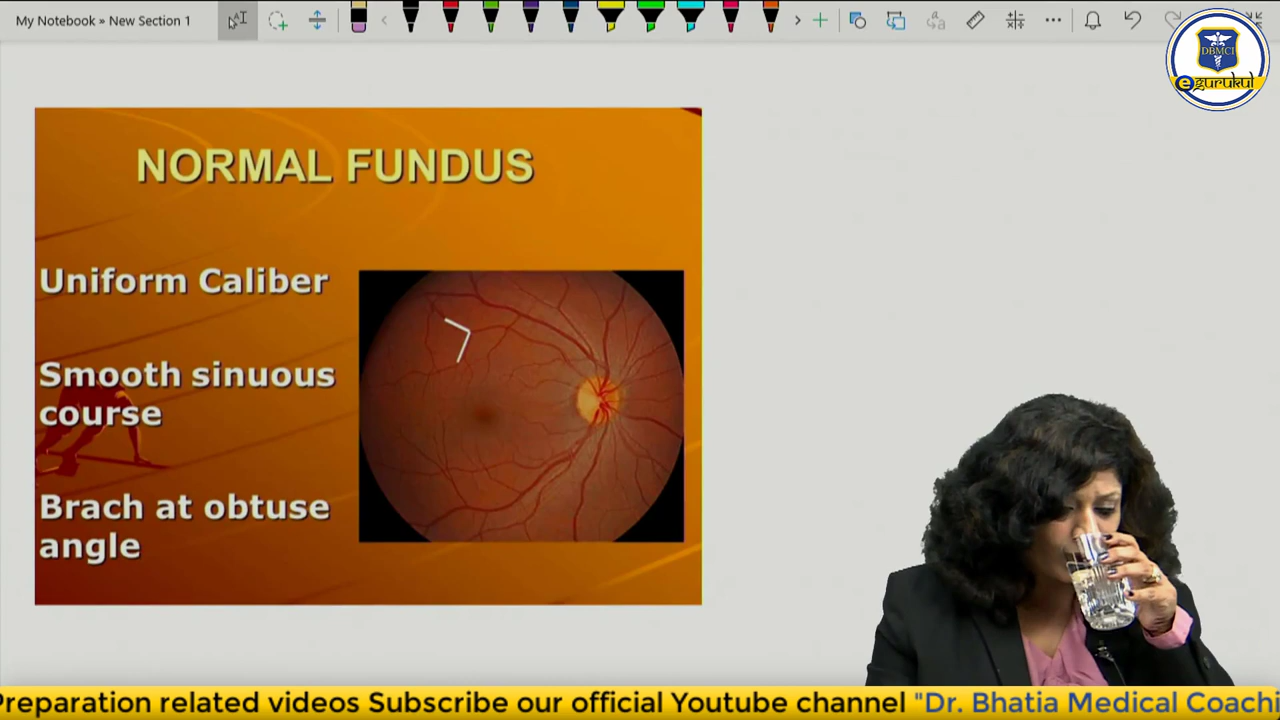 My Notebook » New Section 1
DBMCI
e gurukul
NORMAL FUNDUS
Uniform Caliber
Smooth sinuous
course
Brach at obtuse
angle
Preparation related videos Subscribe our official Youtube channel "Dr. Bhatia Medical Coachi